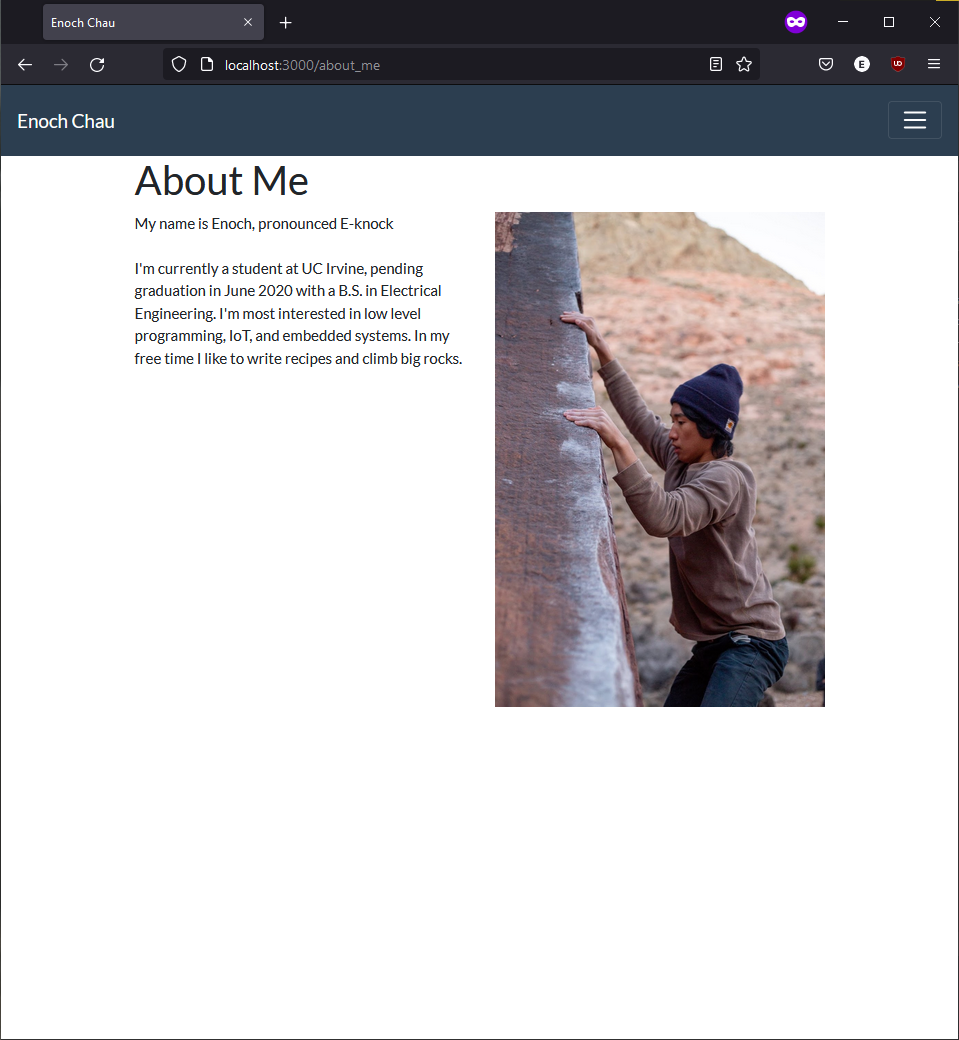 Enoch Chau
localhost:3000/about_me
E
Enoch Chau
About Me
My name is Enoch, pronounced E-knock
I'm currently a student at UC Irvine, pending
graduation in June 2020 with a B.S. in Electrical
Engineering. I'm most interested in low level
programming, IoT, and embedded systems. In my
free time I like to write recipes and climb big rocks.